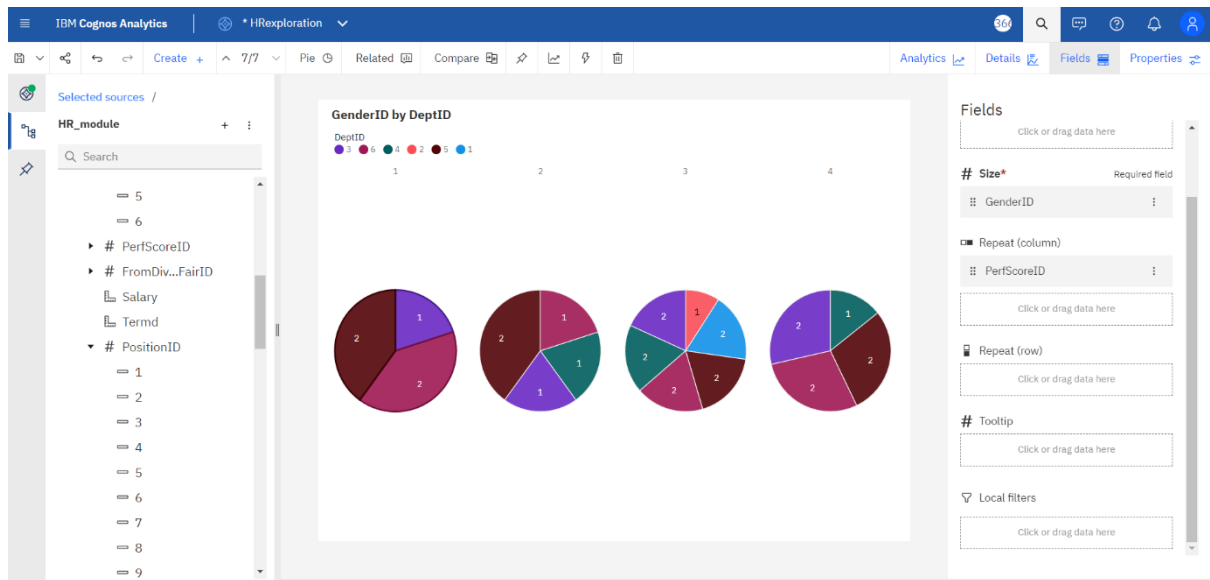 IBM Cognos Analytics
* HRexploration
Create +
7/7
Pie
Related
Compare
Analytics
Details
Fields
Properties
Selected sources /
HR_module
Search
5
6
# PerfScoreID
# FromDiv...FairID
Salary
Termd
# PositionID
1
2
3
4
5
6
7
8
9
GenderID by DeptID
DeptID
3 6 4 2 5 1
1 2 3 4
1
2
2
1
1
1
2
1
2
2
2
2
2
1
2
2
2
Fields
Click or drag data here
# Size* Required field
GenderID
Repeat (column)
PerfScoreID
Click or drag data here
Repeat (row)
Click or drag data here
# Tooltip
Click or drag data here
Local filters
Click or drag data here